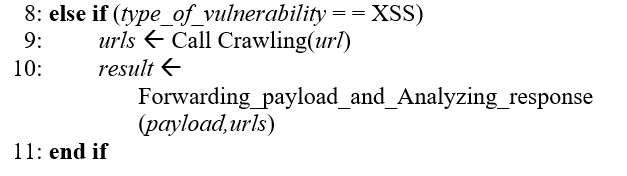 8: else if (type_of_vulnerability = = XSS)
9: urls ← Call Crawling(url)
10: result ←
Forwarding_payload_and_Analyzing_response
(payload,urls)
11: end if